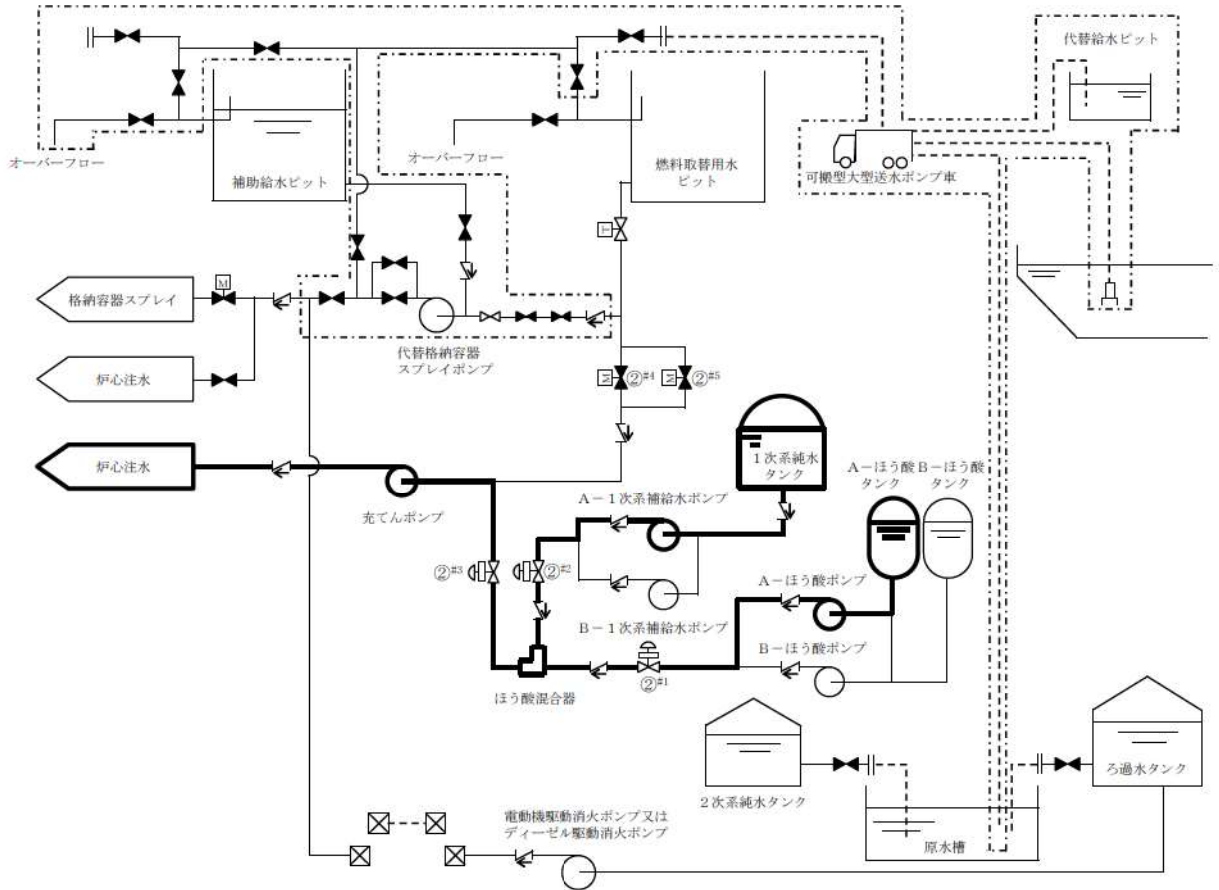 代替給水ピット
オーバーフロー
補助給水ピット
オーバーフロー
燃料取替用水
ピット
可搬型大型送水ポンプ車
T
M
格納容器スプレイ
代替格納容器
スプレイポンプ
炉心注水
M
②#4
M
②#5
炉心注水
充てんポンプ
1次系純水
タンク
A-ほう酸
タンク
B-ほう酸
タンク
A-1次系補給水ポンプ
②#3
②#2
A-ほう酸ポンプ
B-1次系補給水ポンプ
B-ほう酸ポンプ
②#1
ほう酸混合器
2次系純水タンク
ろ過水タンク
原水槽
電動機駆動消火ポンプ又は
ディーゼル駆動消火ポンプ